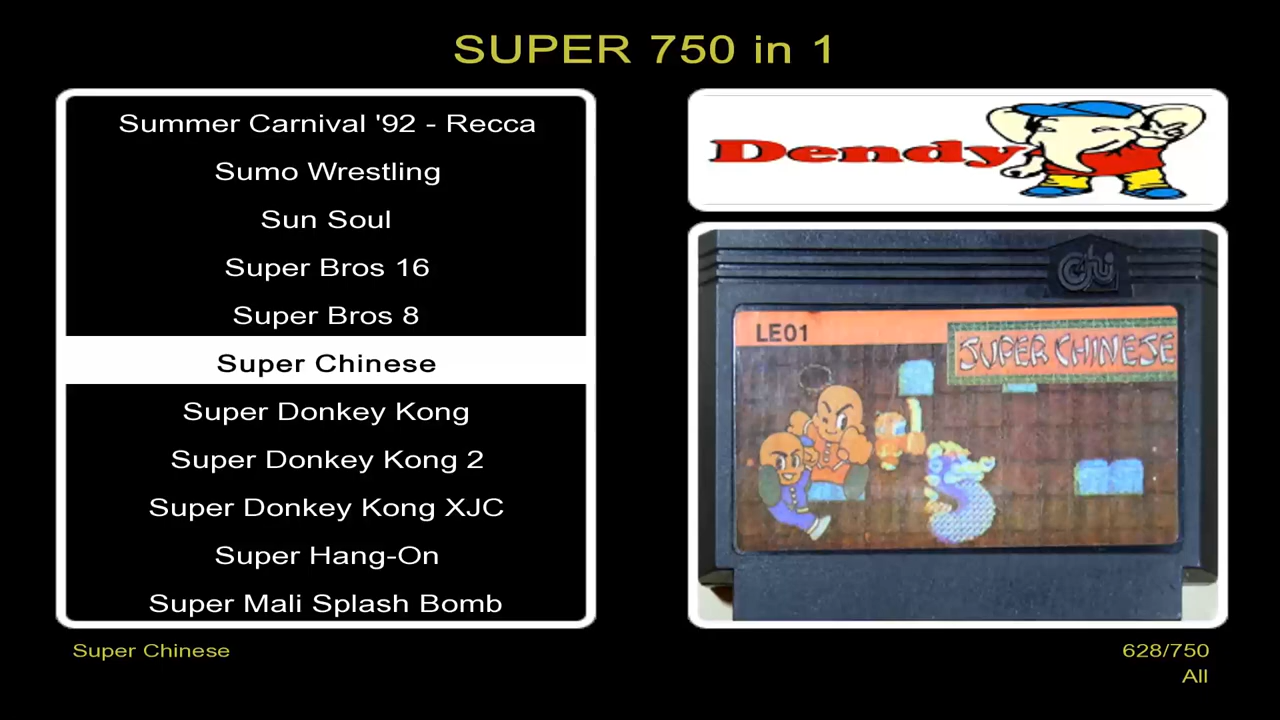 SUPER 750 in 1
Summer Carnival '92 - Recca
Sumo Wrestling
Sun Soul
Super Bros 16
Super Bros 8
Super Chinese
Super Donkey Kong
Super Donkey Kong 2
Super Donkey Kong XJC
Super Hang-On
Super Mali Splash Bomb
Dendy
chi
LE01
SUPER CHINESE
Super Chinese
628/750
All